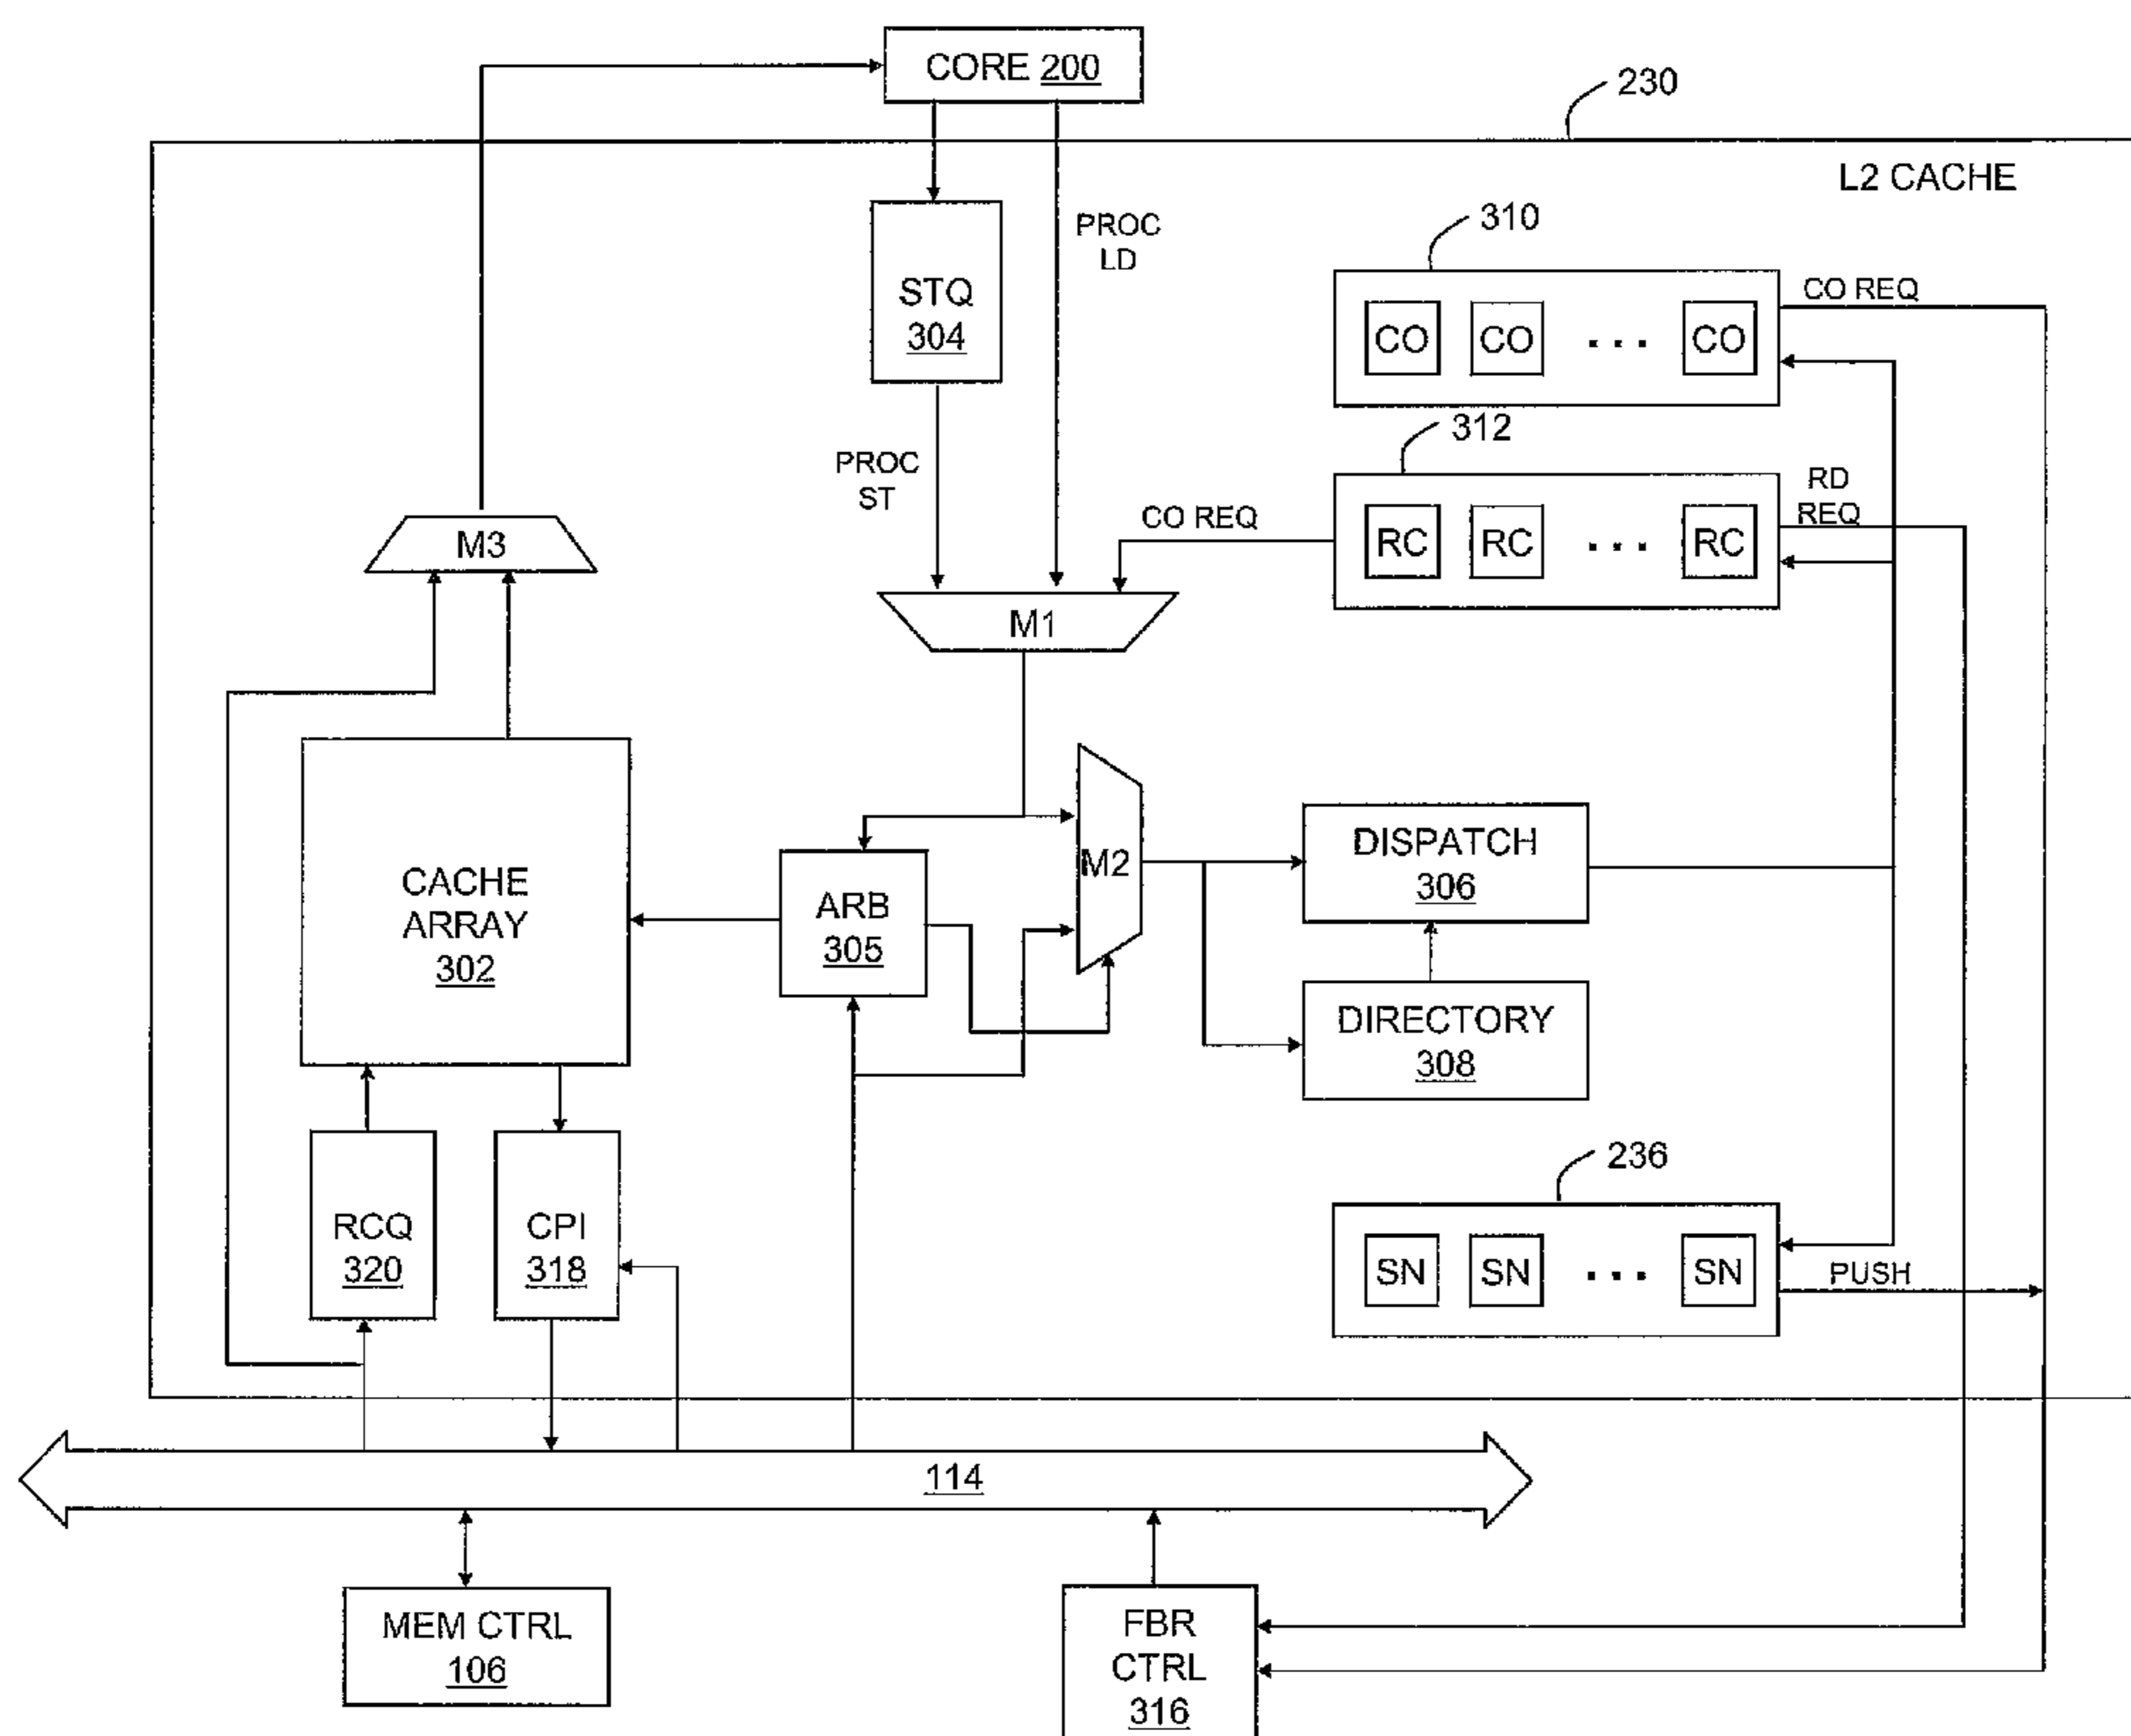 CORE 200
230
L2 CACHE
310
PROC
LD
STQ
304
CO REQ
CO CO ... CO
312
PROC
ST
RD
REQ
CO REQ
RC RC ... RC
M3
M1
M2
DISPATCH
306
CACHE
ARRAY
302
ARB
305
DIRECTORY
308
236
RCQ
320
CPI
318
SN SN ... SN
PUSH
114
MEM CTRL
106
FBR
CTRL
316